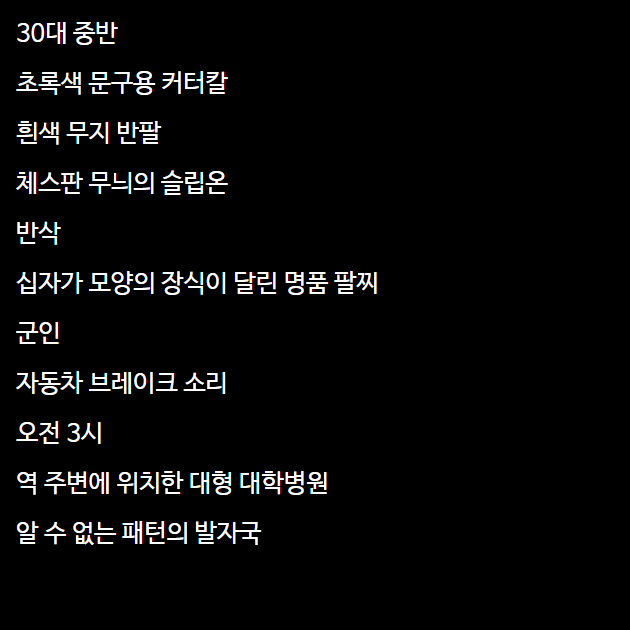 30대 중반
초록색 문구용 커터칼
흰색 무지 반팔
체스판 무늬의 슬립온
반삭
십자가 모양의 장식이 달린 명품 팔찌
군인
자동차 브레이크 소리
오전 3시
역 주변에 위치한 대형 대학병원
알 수 없는 패턴의 발자국